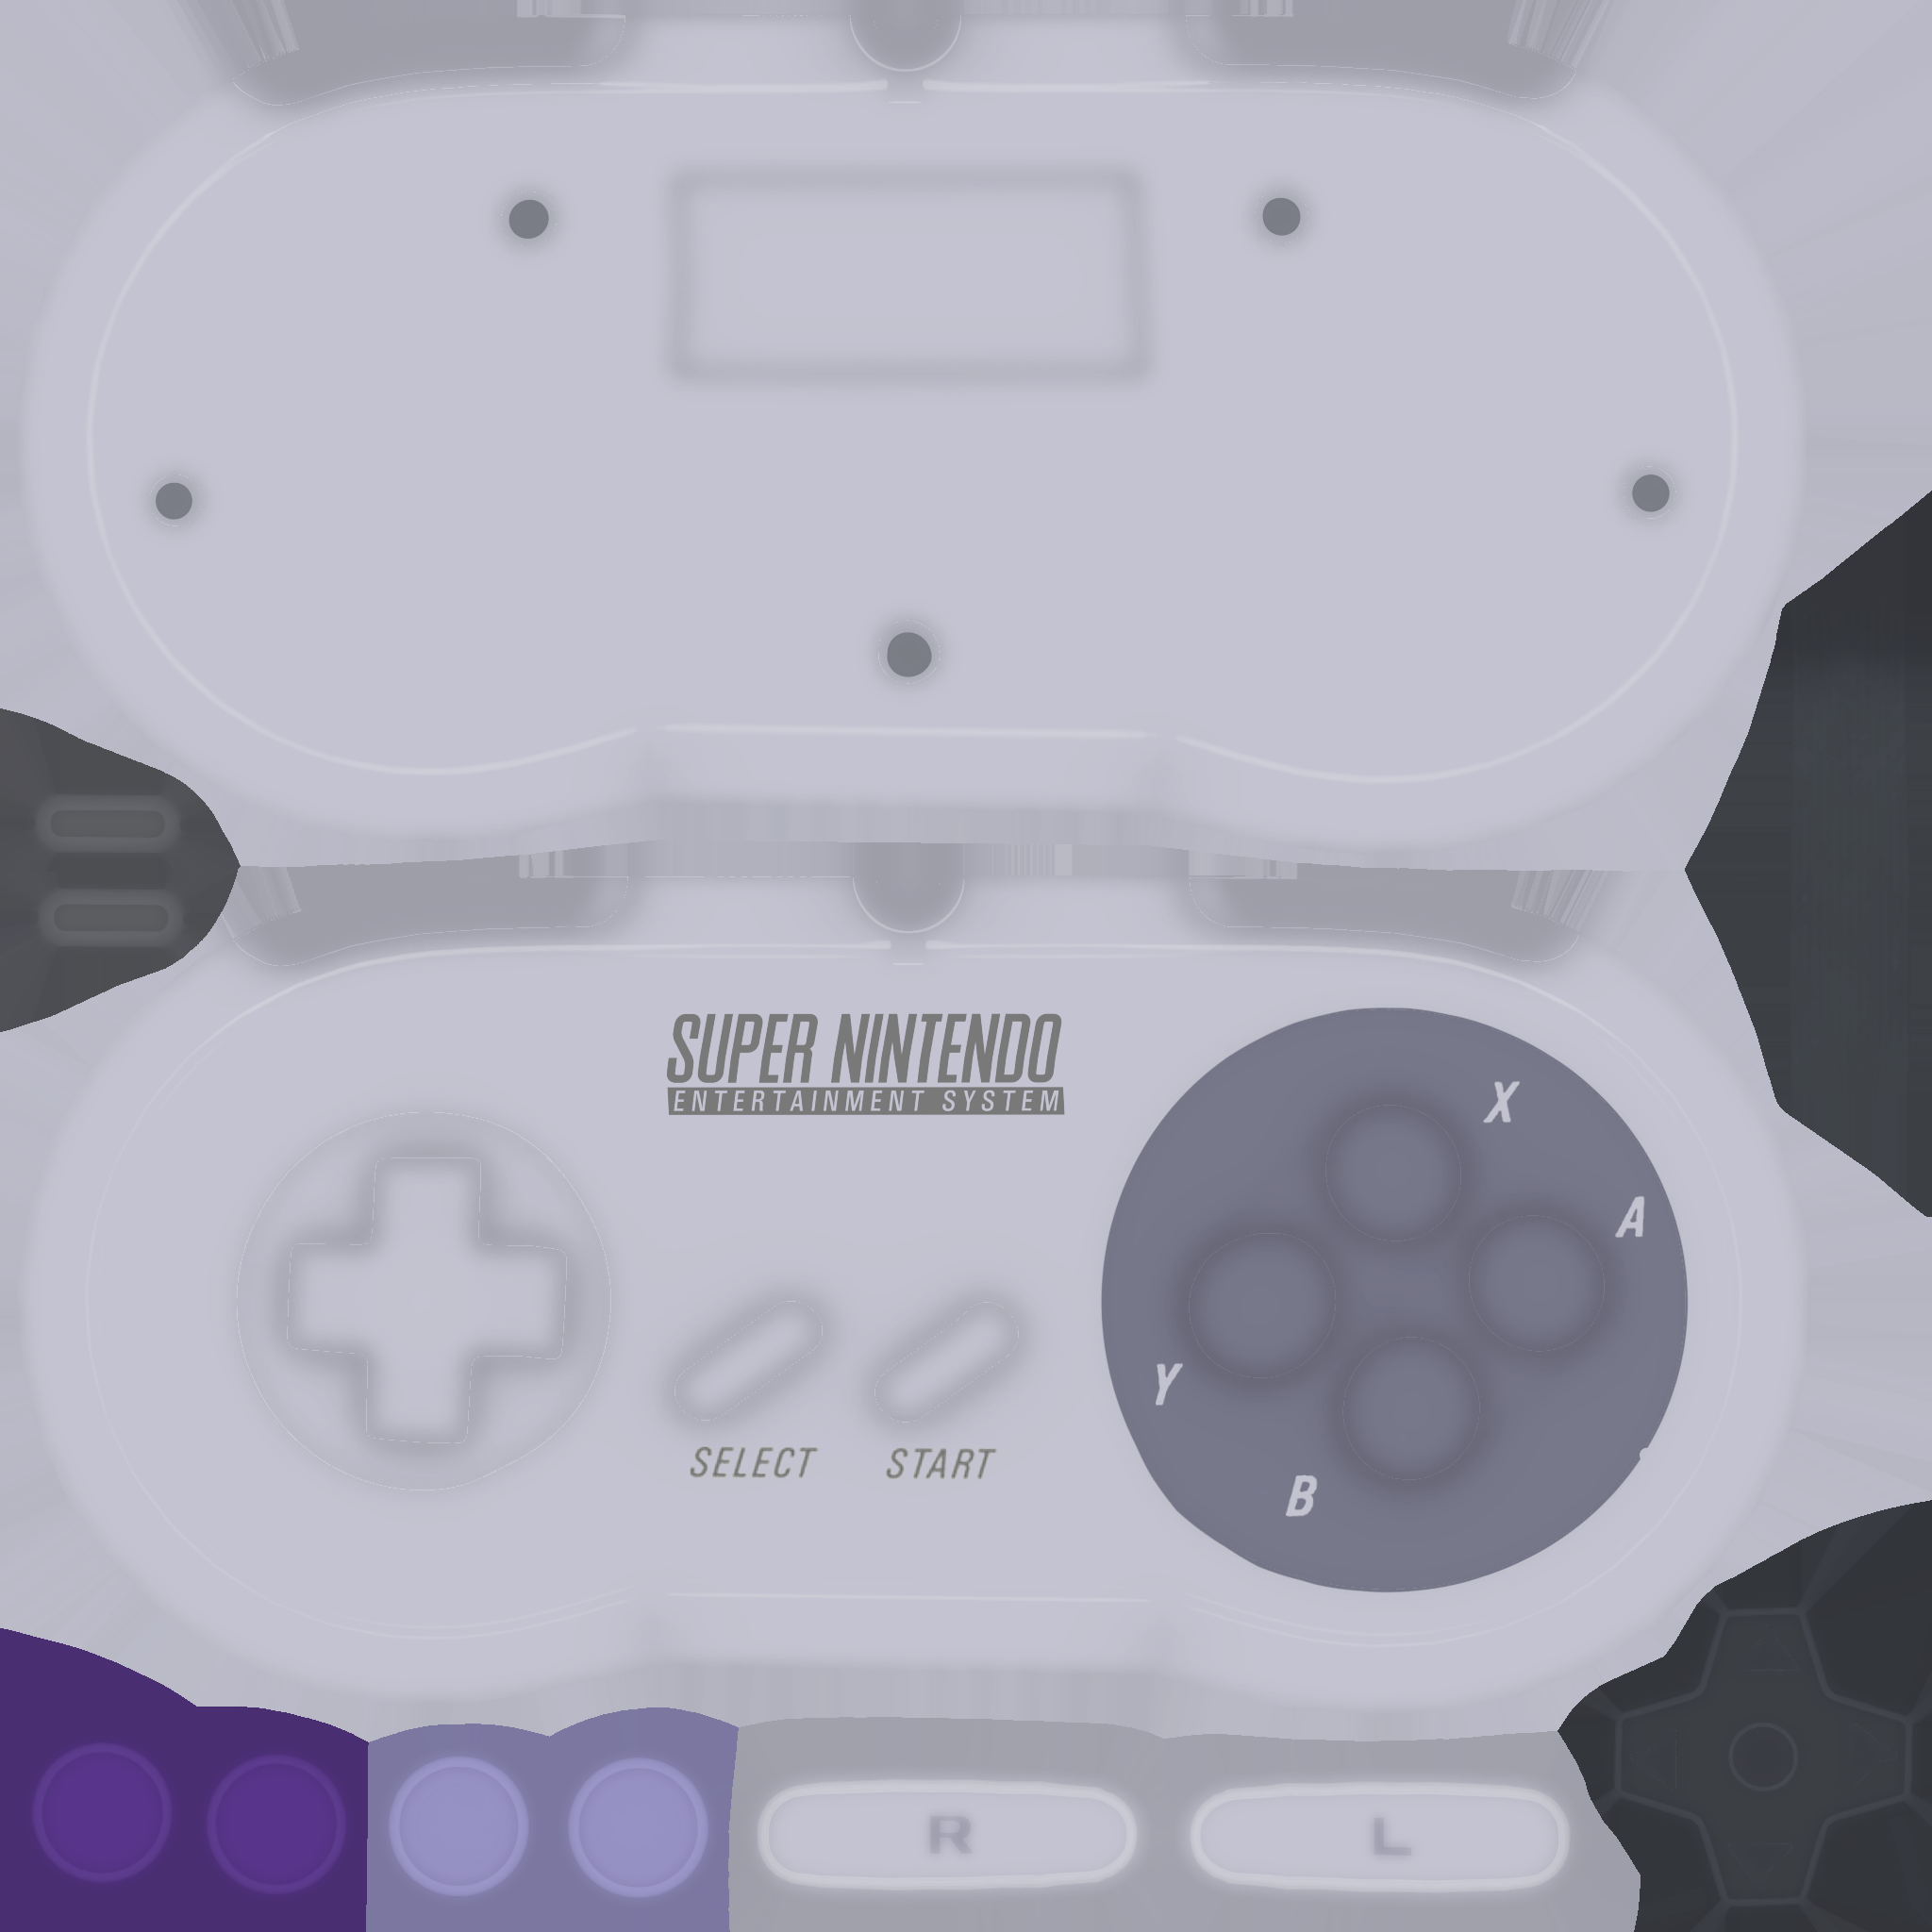 SUPER NINTENDO
ENTERTAINMENT SYSTEM
X
A
Y
B
SELECT START
R L